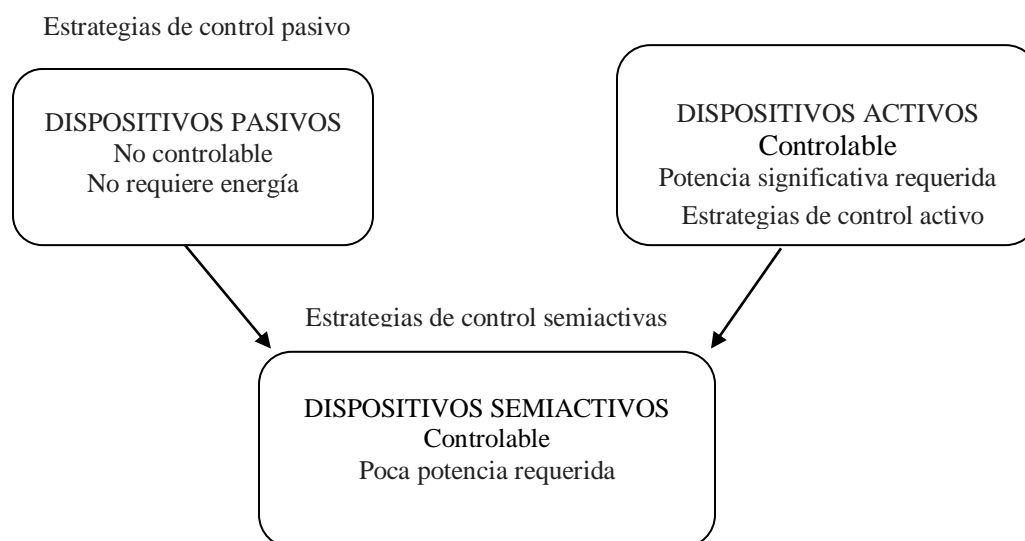 Estrategias de control pasivo
DISPOSITIVOS PASIVOS
No controlable
No requiere energía
DISPOSITIVOS ACTIVOS
Controlable
Potencia significativa requerida
Estrategias de control activo
Estrategias de control semiactivas
DISPOSITIVOS SEMIACTIVOS
Controlable
Poca potencia requerida